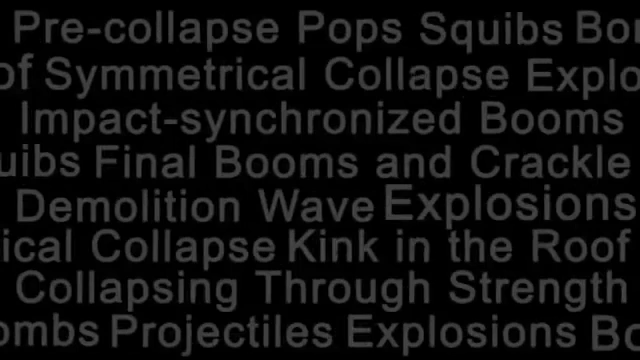 Pre-collapse Pops Squibs Bo
of Symmetrical Collapse Explo
Impact-synchronized Booms
uibs Final Booms and Crackle
Demolition Wave Explosions
ical Collapse Kink in the Roof
Collapsing Through Strength
ombs Projectiles Explosions Bo